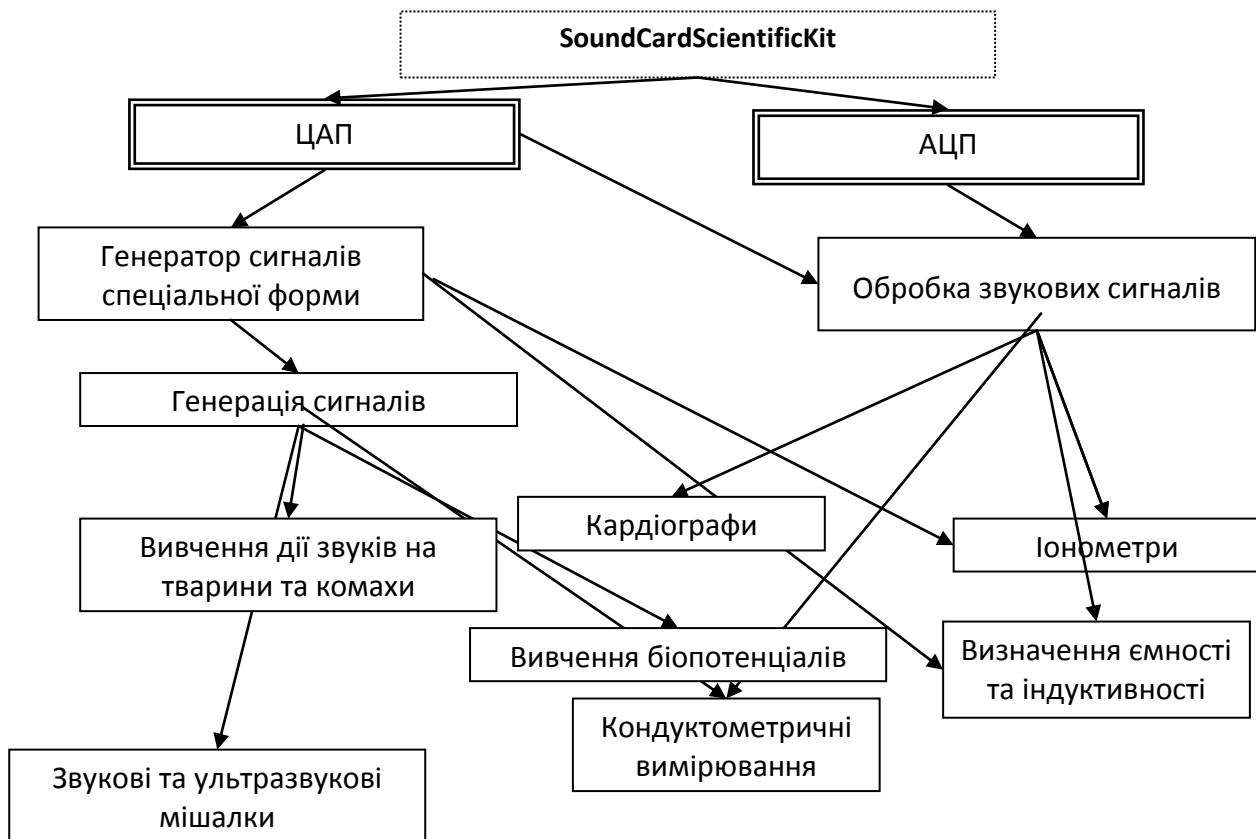 SoundCardScientificKit
ЦАП
АЦП
Генератор сигналів
спеціальної форми
Обробка звукових сигналів
Генерація сигналів
Кардіографи
Іонометри
Вивчення дії звуків на
тварини та комахи
Вивчення біопотенціалів
Визначення ємності
та індуктивності
Кондуктометричні
вимірювання
Звукові та ультразвукові
мішалки